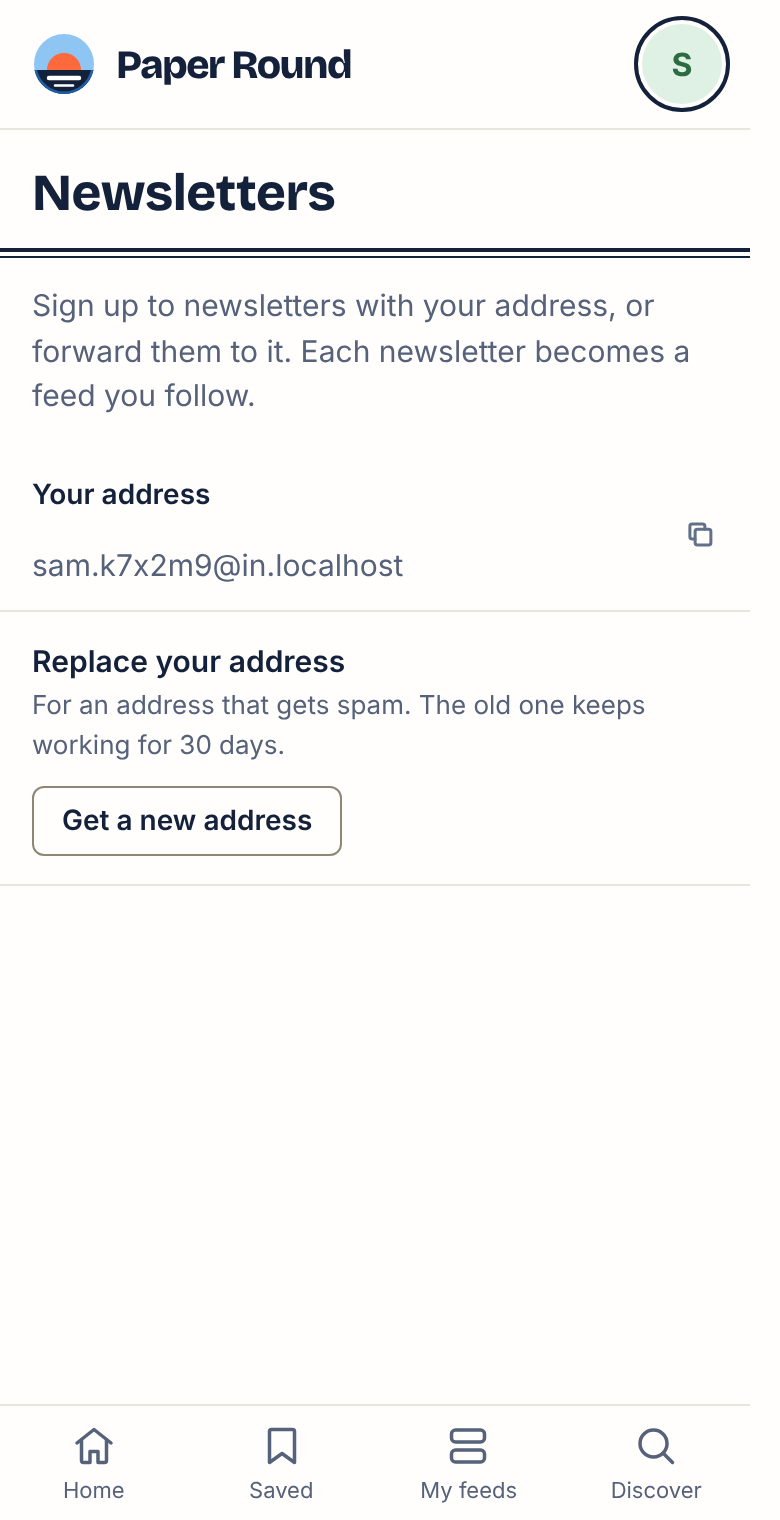 Paper Round
S
Newsletters
Sign up to newsletters with your address, or
forward them to it. Each newsletter becomes a
feed you follow.
Your address
sam.k7x2m9@in.localhost
Replace your address
For an address that gets spam. The old one keeps
working for 30 days.
Get a new address
Home
Saved
My feeds
Discover